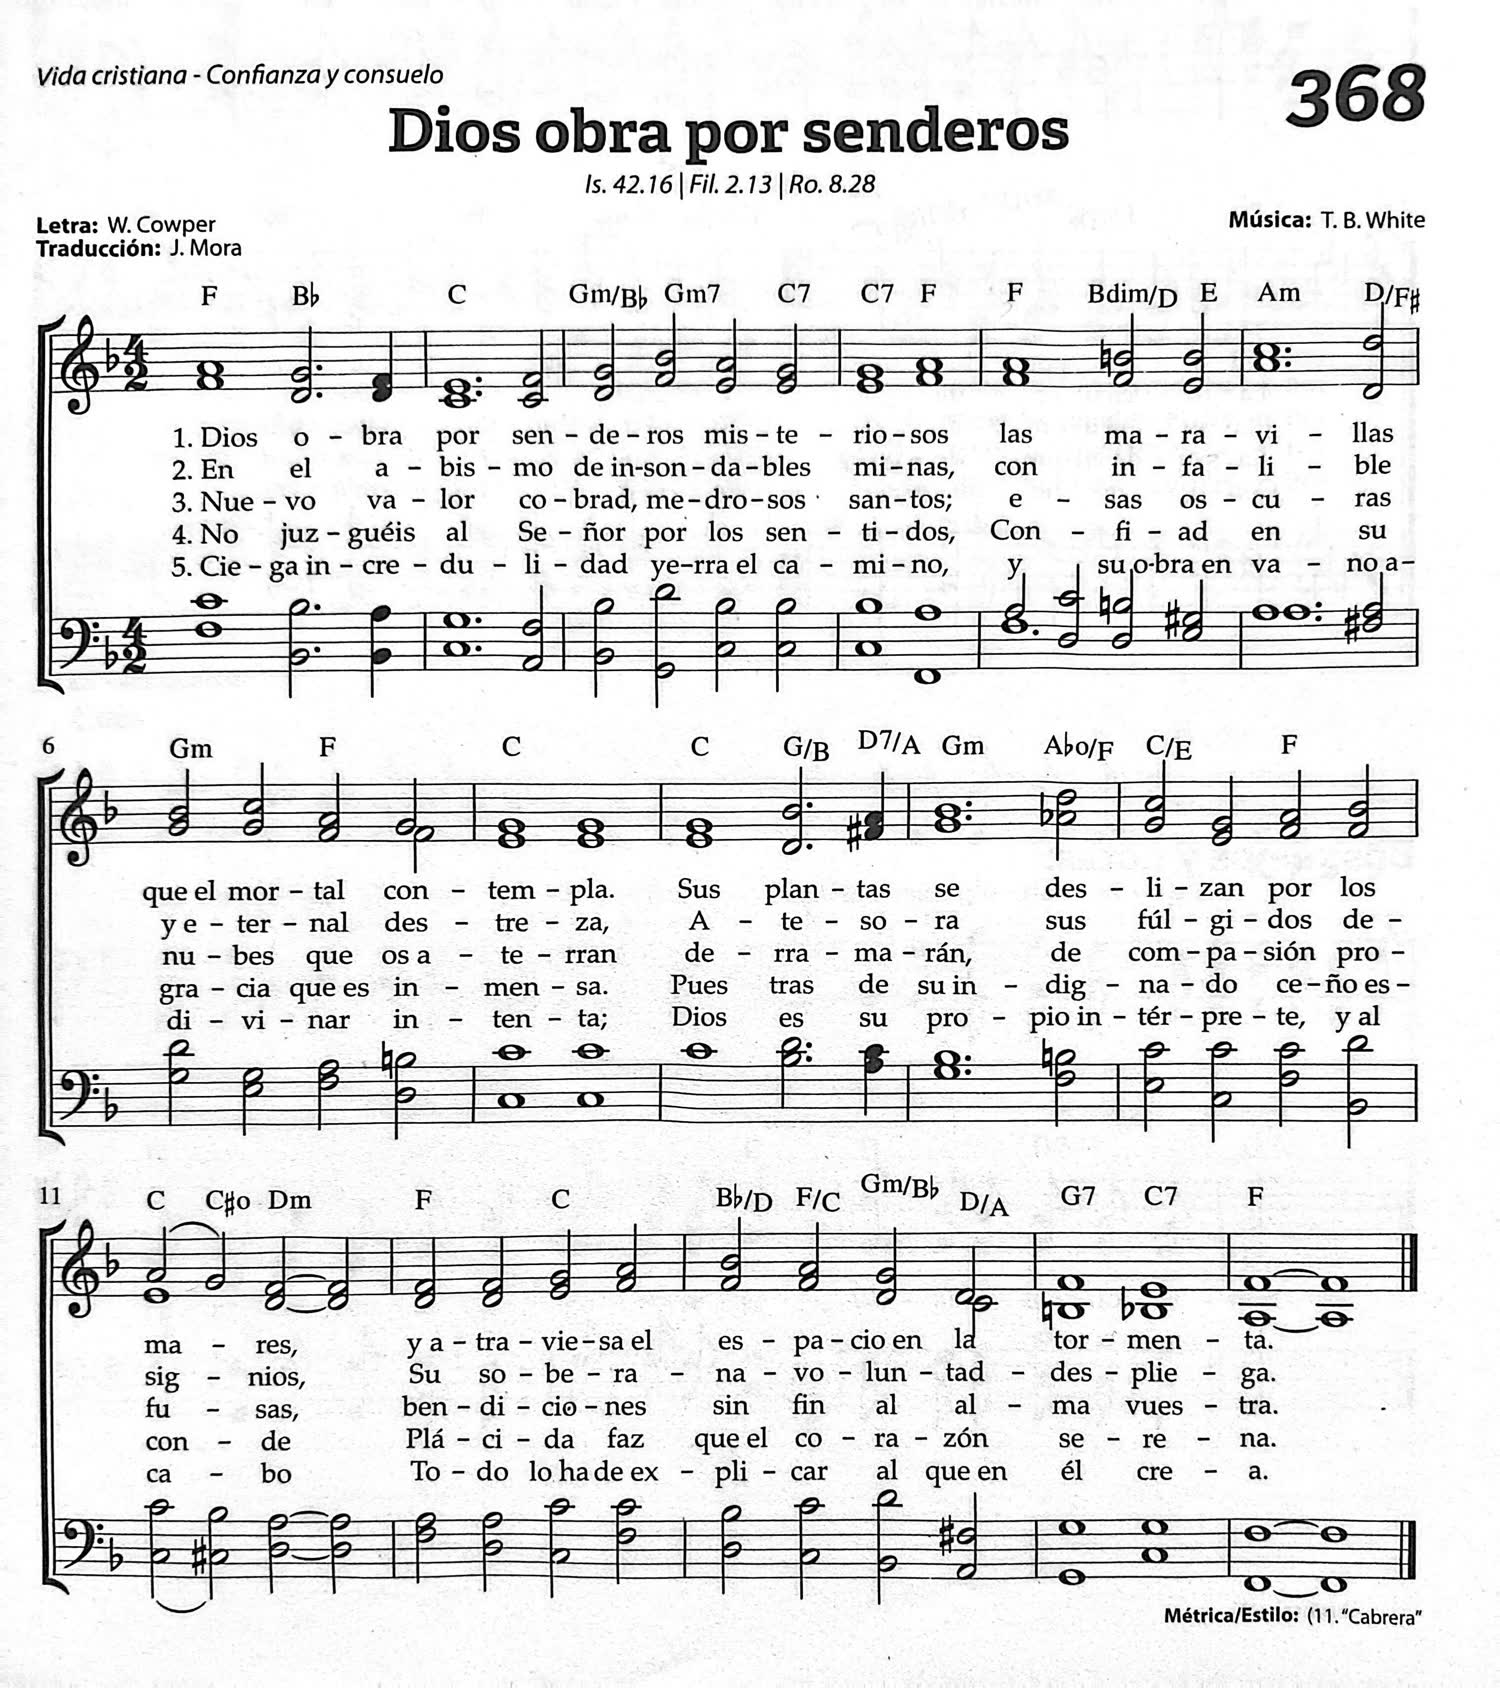 Vida cristiana - Confianza y consuelo
368
Dios obra por senderos
Is. 42.16 | Fil. 2.13 | Ro. 8.28
Letra: W. Cowper
Traducción: J. Mora
Música: T. B. White
F B♭ C Gm/B♭ Gm7 C7 C7 F F Bdim/D E Am D/F♯
1. Dios o – bra por sen – de – ros mis – te – rio – sos las ma – ra – vi – llas
2. En el a – bis – mo de in – son – da – bles mi – nas, con in – fa – li – ble
3. Nue – vo va – lor co – brad, me – dro – sos san – tos; e – sas os – cu – ras
4. No juz – guéis al Se – ñor por los sen – ti – dos, Con – fi – ad en su
5. Cie – ga in – cre – du – li – dad ye – rra el ca – mi – no, y su o – bra en va – no a –
6
Gm F C C G/B D7/A Gm A♭o/F C/E F
que el mor – tal con – tem – pla. Sus plan – tas se des – li – zan por los
y e – ter – nal des – tre – za, A – te – so – ra sus fúl – gi – dos de –
nu – bes que os a – te – rran de – rra – ma – rán, de com – pa – sión pro –
gra – cia que es in – men – sa. Pues tras de su in – dig – na – do ce – ño es –
di – vi – nar in – ten – ta; Dios es su pro – pio in – tér – pre – te, y al
11
C C♯o Dm F C B♭/D F/C Gm/B♭ D/A G7 C7 F
ma – res, y a – tra – vie – sa el es – pa – cio en la tor – men – ta.
sig – nios, Su so – be – ra – na – vo – lun – tad – des – plie – ga.
fu – sas, ben – di – cio – nes sin fin al al – ma vues – tra.
con – de Plá – ci – da faz que el co – ra – zón se – re – na.
ca – bo To – do lo ha de ex – pli – car al que en él cre – a.
Métrica/Estilo: (11. “Cabrera”